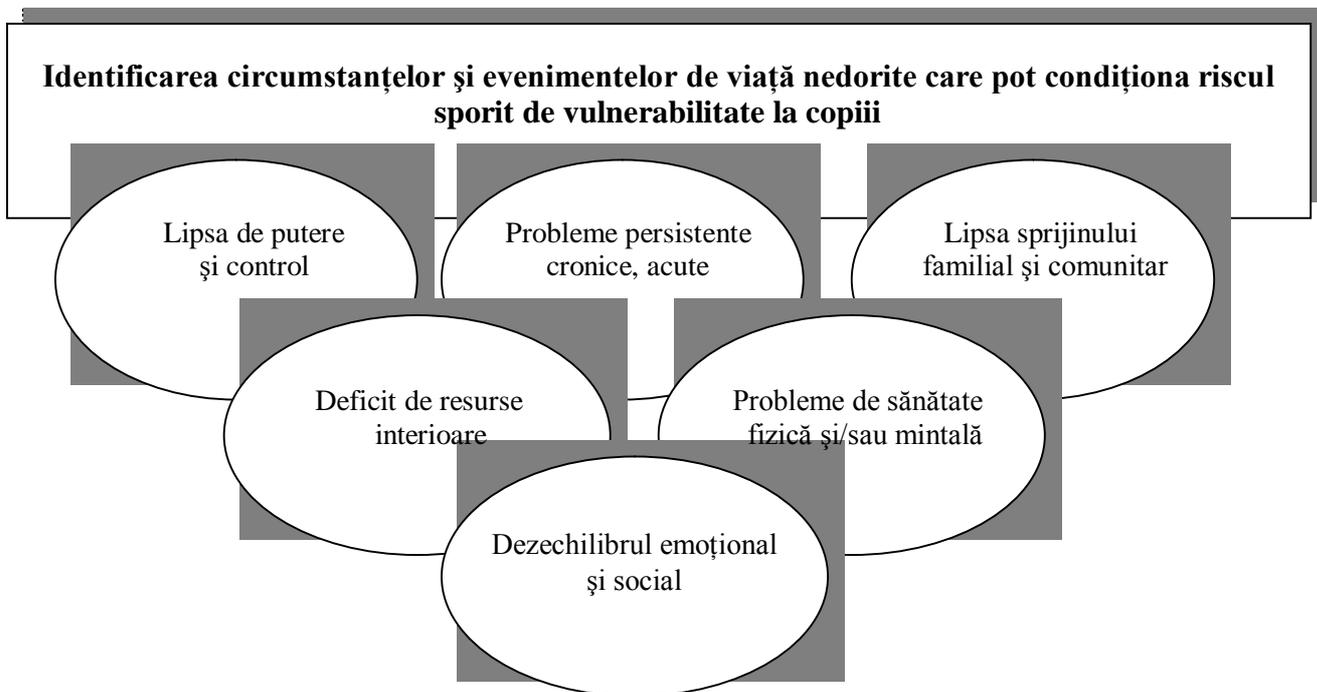 Identificarea circumstanțelor şi evenimentelor de viață nedorite care pot condiționa riscul
sporit de vulnerabilitate la copiii
Lipsa de putere
şi control
Probleme persistente
cronice, acute
Lipsa sprijinului
familial şi comunitar
Deficit de resurse
interioare
Probleme de sănătate
fizică şi/sau mintală
Dezechilibrul emoțional
şi social